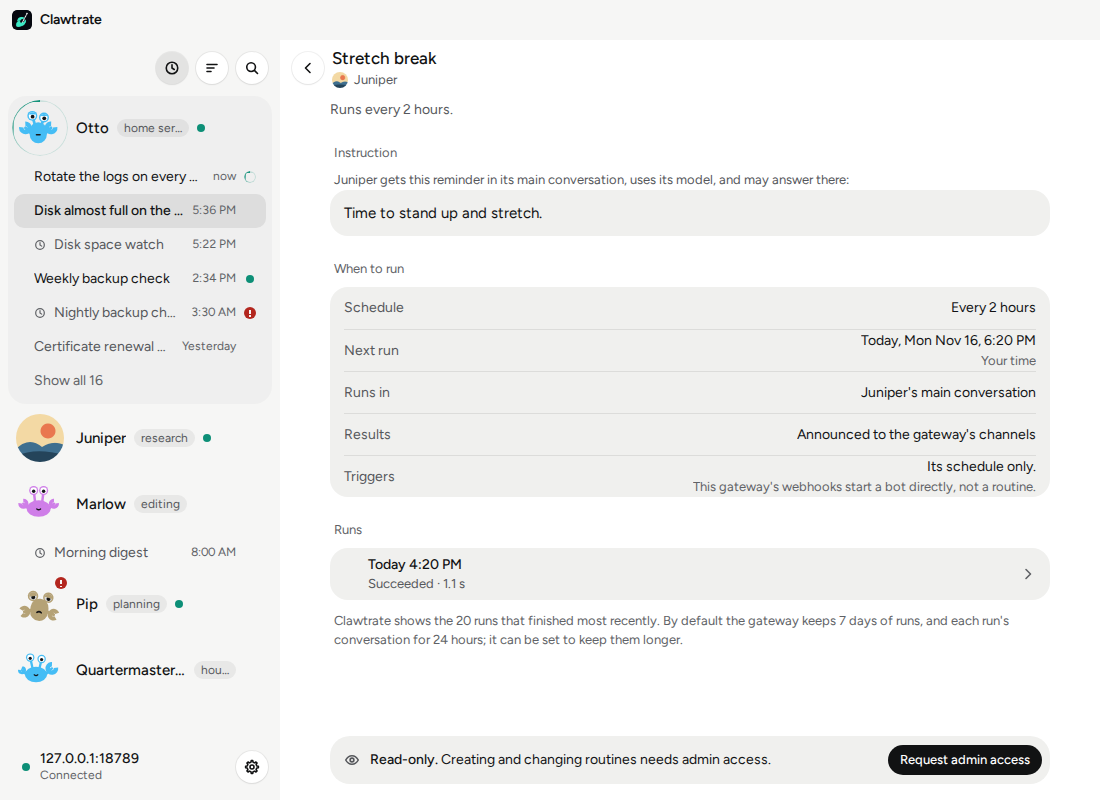 Clawtrate
Otto home ser...
Rotate the logs on every ... now
Disk almost full on the ... 5:36 PM
Disk space watch 5:22 PM
Weekly backup check 2:34 PM
Nightly backup ch... 3:30 AM
Certificate renewal ... Yesterday
Show all 16
Juniper research
Marlow editing
Morning digest 8:00 AM
Pip planning
Quartermaster... hou...
127.0.0.1:18789
Connected
Stretch break
Juniper
Runs every 2 hours.
Instruction
Juniper gets this reminder in its main conversation, uses its model, and may answer there:
Time to stand up and stretch.
When to run
Schedule Every 2 hours
Next run Today, Mon Nov 16, 6:20 PM
Your time
Runs in Juniper's main conversation
Results Announced to the gateway's channels
Triggers Its schedule only.
This gateway's webhooks start a bot directly, not a routine.
Runs
Today 4:20 PM
Succeeded · 1.1 s
Clawtrate shows the 20 runs that finished most recently. By default the gateway keeps 7 days of runs, and each run's
conversation for 24 hours; it can be set to keep them longer.
Read-only. Creating and changing routines needs admin access. Request admin access